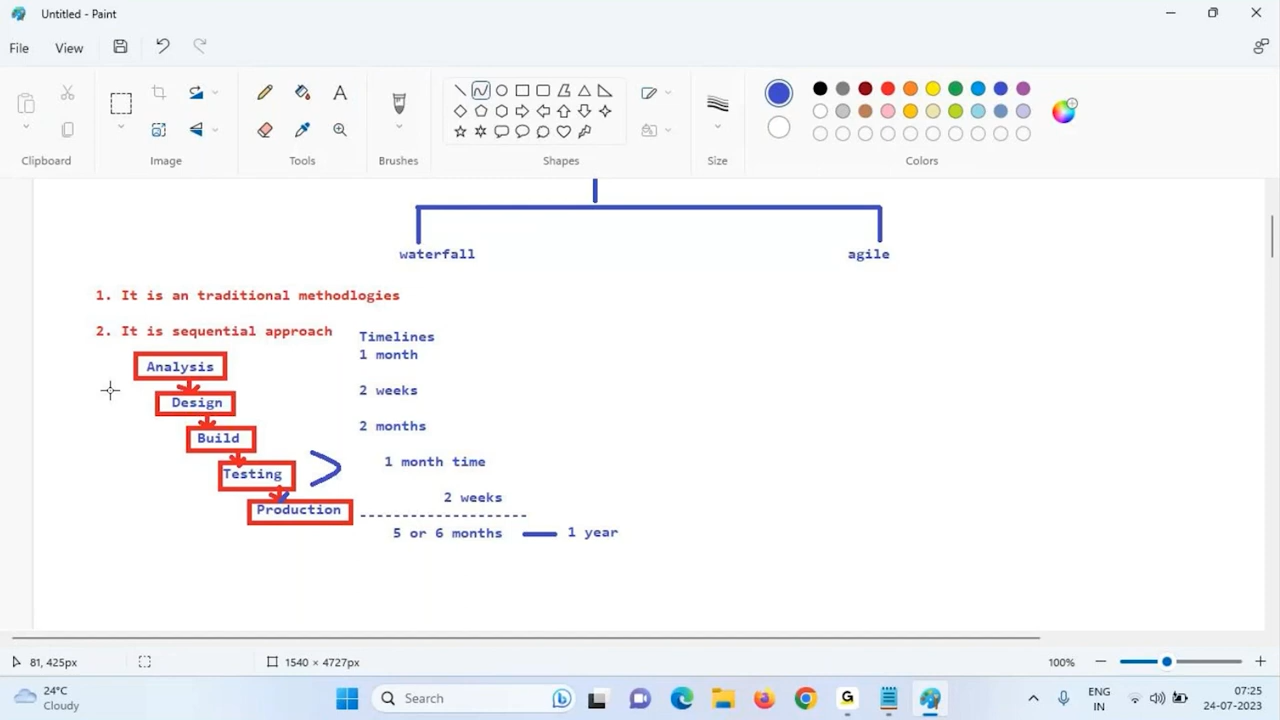 Untitled - Paint
File View
Clipboard Image Tools Brushes Shapes Size Colors
waterfall agile
1. It is an traditional methodlogies
2. It is sequential approach
Timelines
Analysis 1 month
Design 2 weeks
Build 2 months
Testing 1 month time
Production 2 weeks
--------------------
5 or 6 months 1 year
81, 425px 1540 × 4727px 100%
24°C
Cloudy
Search
ENG
IN
07:25
24-07-2023